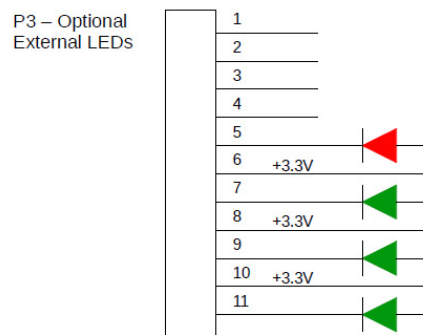 P3 – Optional
External LEDs
1
2
3
4
5
6 +3.3V
7
8 +3.3V
9
10 +3.3V
11